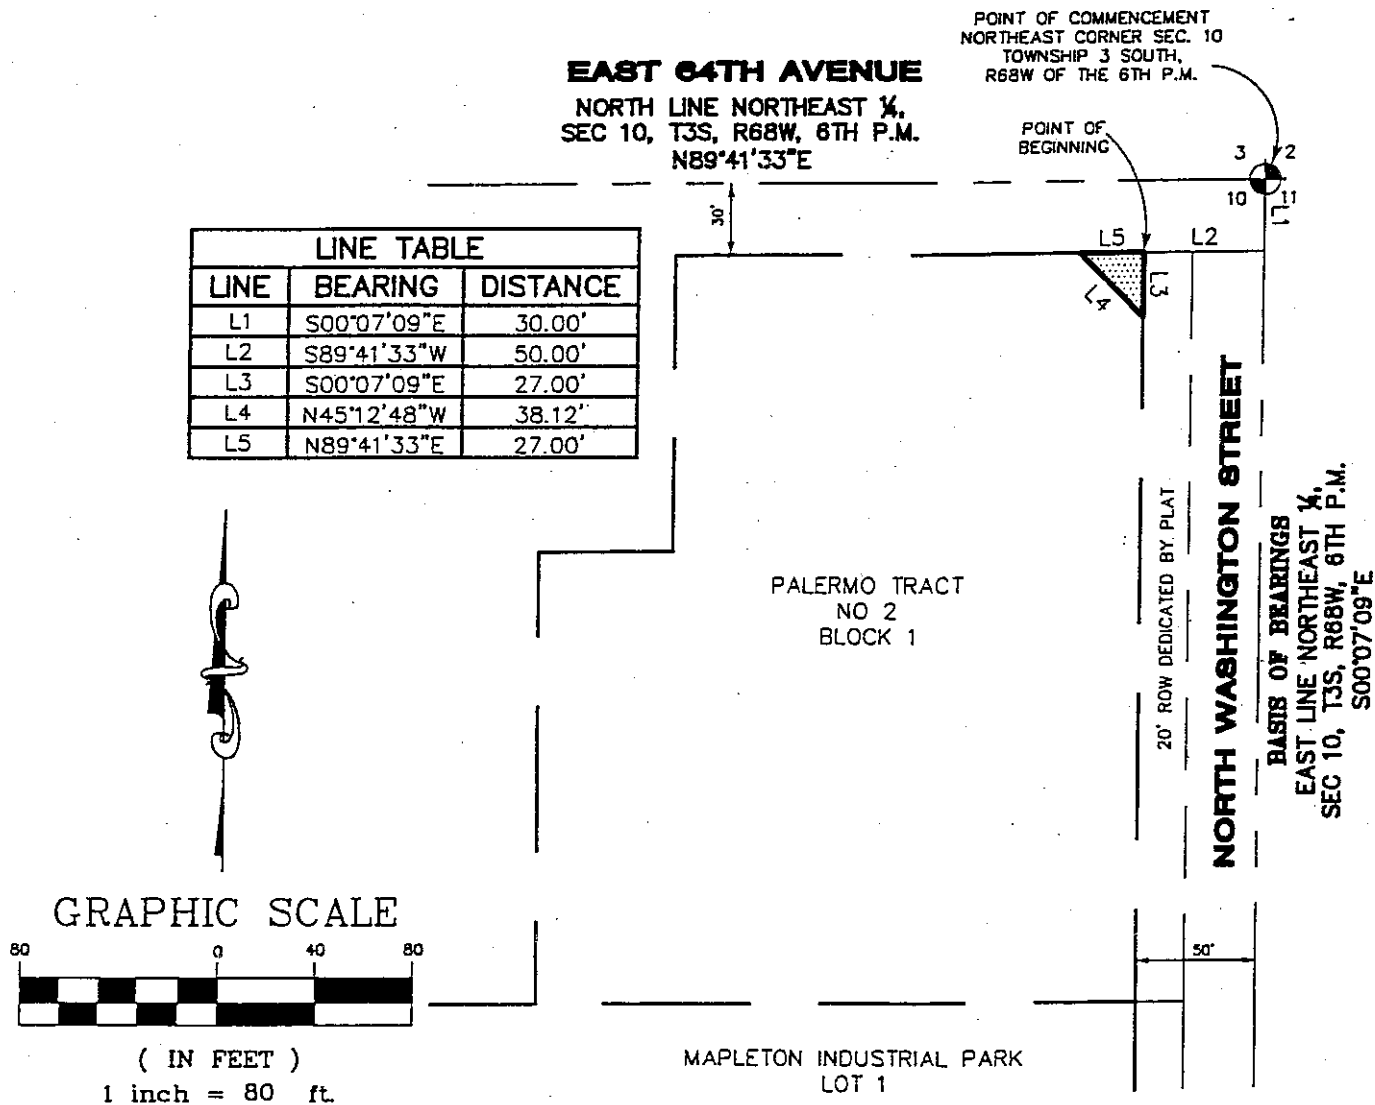 POINT OF COMMENCEMENT
NORTHEAST CORNER SEC. 10
TOWNSHIP 3 SOUTH,
R68W OF THE 6TH P.M.
EAST 64TH AVENUE
NORTH LINE NORTHEAST ¼,
SEC 10, T3S, R68W, 6TH P.M.
N89°41'33"E
POINT OF
BEGINNING
3 2
10 11
30'
L1
L5 L2
L3
L4
LINE TABLE
LINE BEARING DISTANCE
L1 S00°07'09"E 30.00'
L2 S89°41'33"W 50.00'
L3 S00°07'09"E 27.00'
L4 N45°12'48"W 38.12'
L5 N89°41'33"E 27.00'
PALERMO TRACT
NO 2
BLOCK 1
20' ROW DEDICATED BY PLAT
NORTH WASHINGTON STREET
BASIS OF BEARINGS
EAST LINE NORTHEAST ¼,
SEC 10, T3S, R68W, 6TH P.M.
S00°07'09"E
50'
GRAPHIC SCALE
80 0 40 80
( IN FEET )
1 inch = 80 ft.
MAPLETON INDUSTRIAL PARK
LOT 1